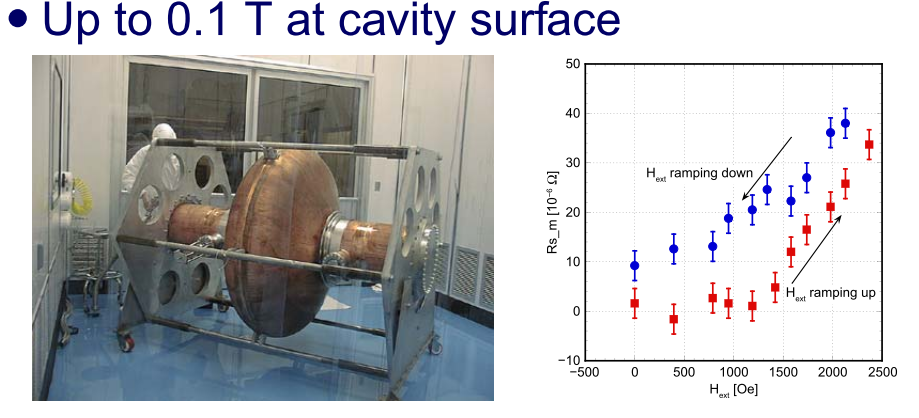 • Up to 0.1 T at cavity surface
50
40
30
20
10
0
−10
Rs_m [10⁻⁶ Ω]
Hext ramping down
Hext ramping up
−500 0 500 1000 1500 2000 2500
Hext [Oe]